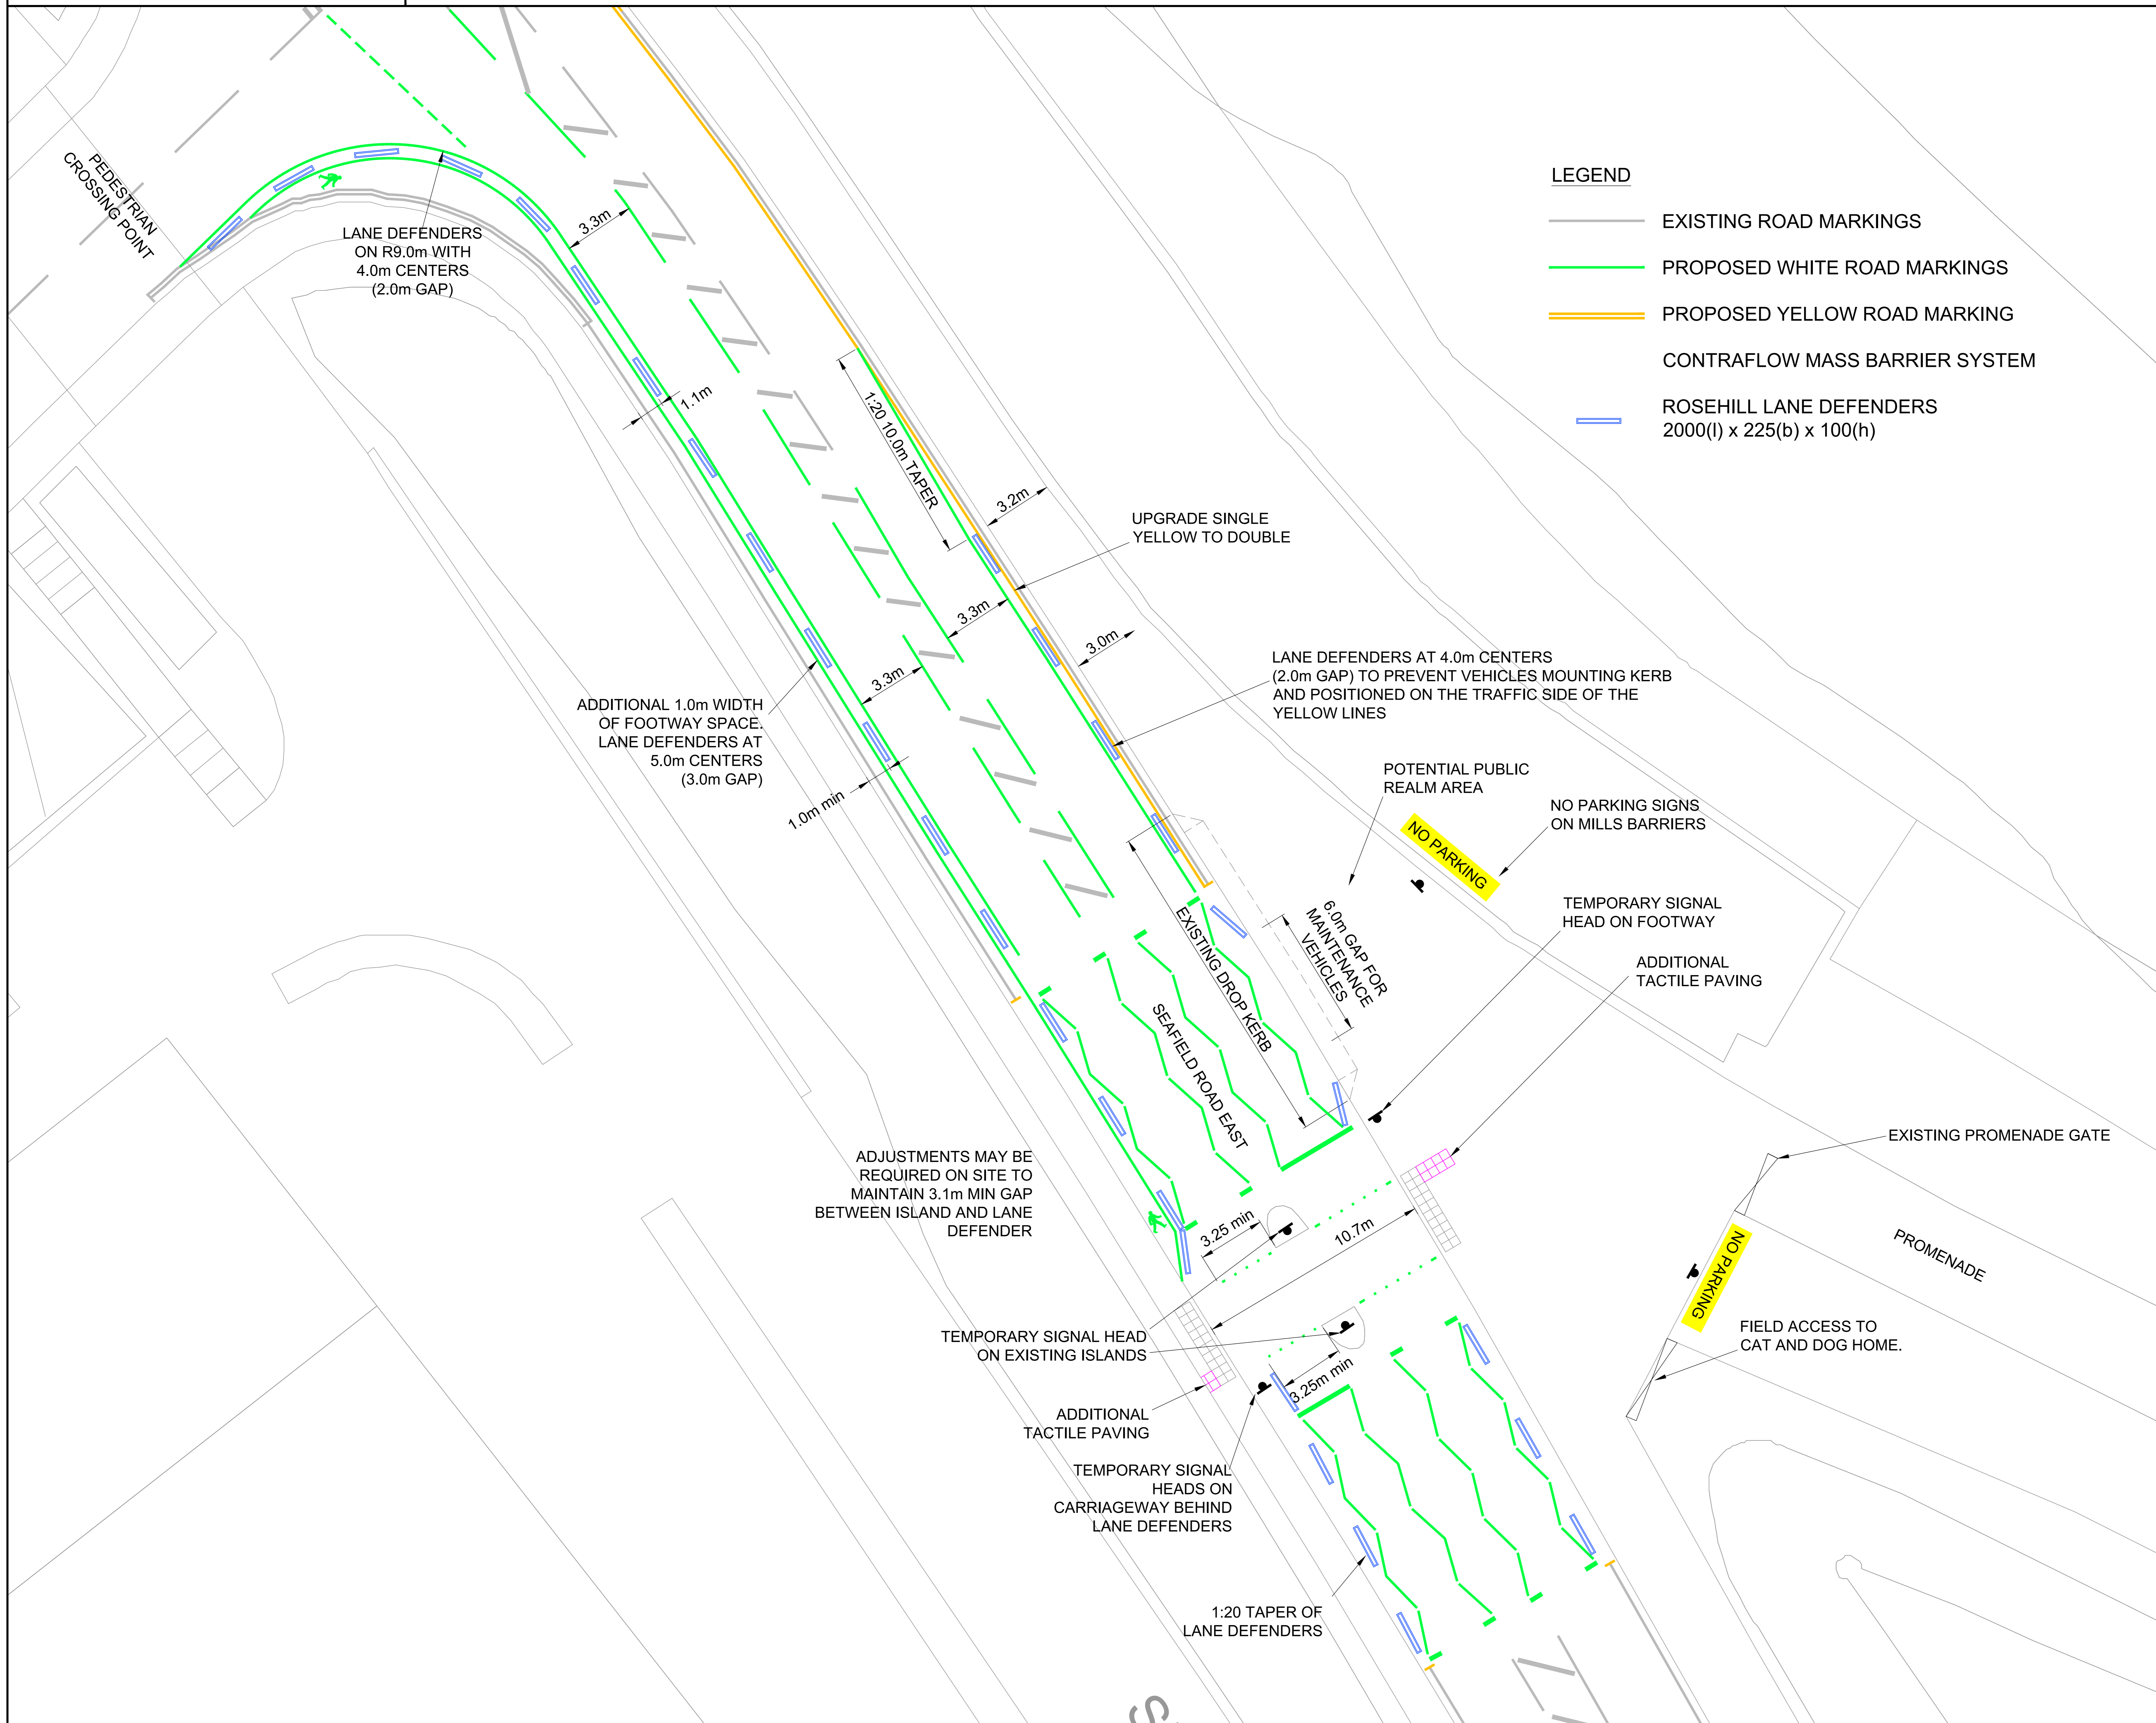 LEGEND
EXISTING ROAD MARKINGS
PROPOSED WHITE ROAD MARKINGS
PROPOSED YELLOW ROAD MARKING
CONTRAFLOW MASS BARRIER SYSTEM
ROSEHILL LANE DEFENDERS
2000(l) x 225(b) x 100(h)
PEDESTRIAN
CROSSING POINT
LANE DEFENDERS
ON R9.0m WITH
4.0m CENTERS
(2.0m GAP)
3.3m
1.1m
1:20 10.0m TAPER
3.2m
UPGRADE SINGLE
YELLOW TO DOUBLE
3.3m
3.0m
3.3m
LANE DEFENDERS AT 4.0m CENTERS
(2.0m GAP) TO PREVENT VEHICLES MOUNTING KERB
AND POSITIONED ON THE TRAFFIC SIDE OF THE
YELLOW LINES
ADDITIONAL 1.0m WIDTH
OF FOOTWAY SPACE.
LANE DEFENDERS AT
5.0m CENTERS
(3.0m GAP)
1.0m min
POTENTIAL PUBLIC
REALM AREA
NO PARKING SIGNS
ON MILLS BARRIERS
NO PARKING
6.0m GAP FOR
MAINTENANCE
VEHICLES
EXISTING DROP KERB
SEAFIELD ROAD EAST
TEMPORARY SIGNAL
HEAD ON FOOTWAY
ADDITIONAL
TACTILE PAVING
EXISTING PROMENADE GATE
ADJUSTMENTS MAY BE
REQUIRED ON SITE TO
MAINTAIN 3.1m MIN GAP
BETWEEN ISLAND AND LANE
DEFENDER
3.25 min
10.7m
PROMENADE
NO PARKING
TEMPORARY SIGNAL HEAD
ON EXISTING ISLANDS
3.25m min
FIELD ACCESS TO
CAT AND DOG HOME.
ADDITIONAL
TACTILE PAVING
TEMPORARY SIGNAL
HEADS ON
CARRIAGEWAY BEHIND
LANE DEFENDERS
1:20 TAPER OF
LANE DEFENDERS